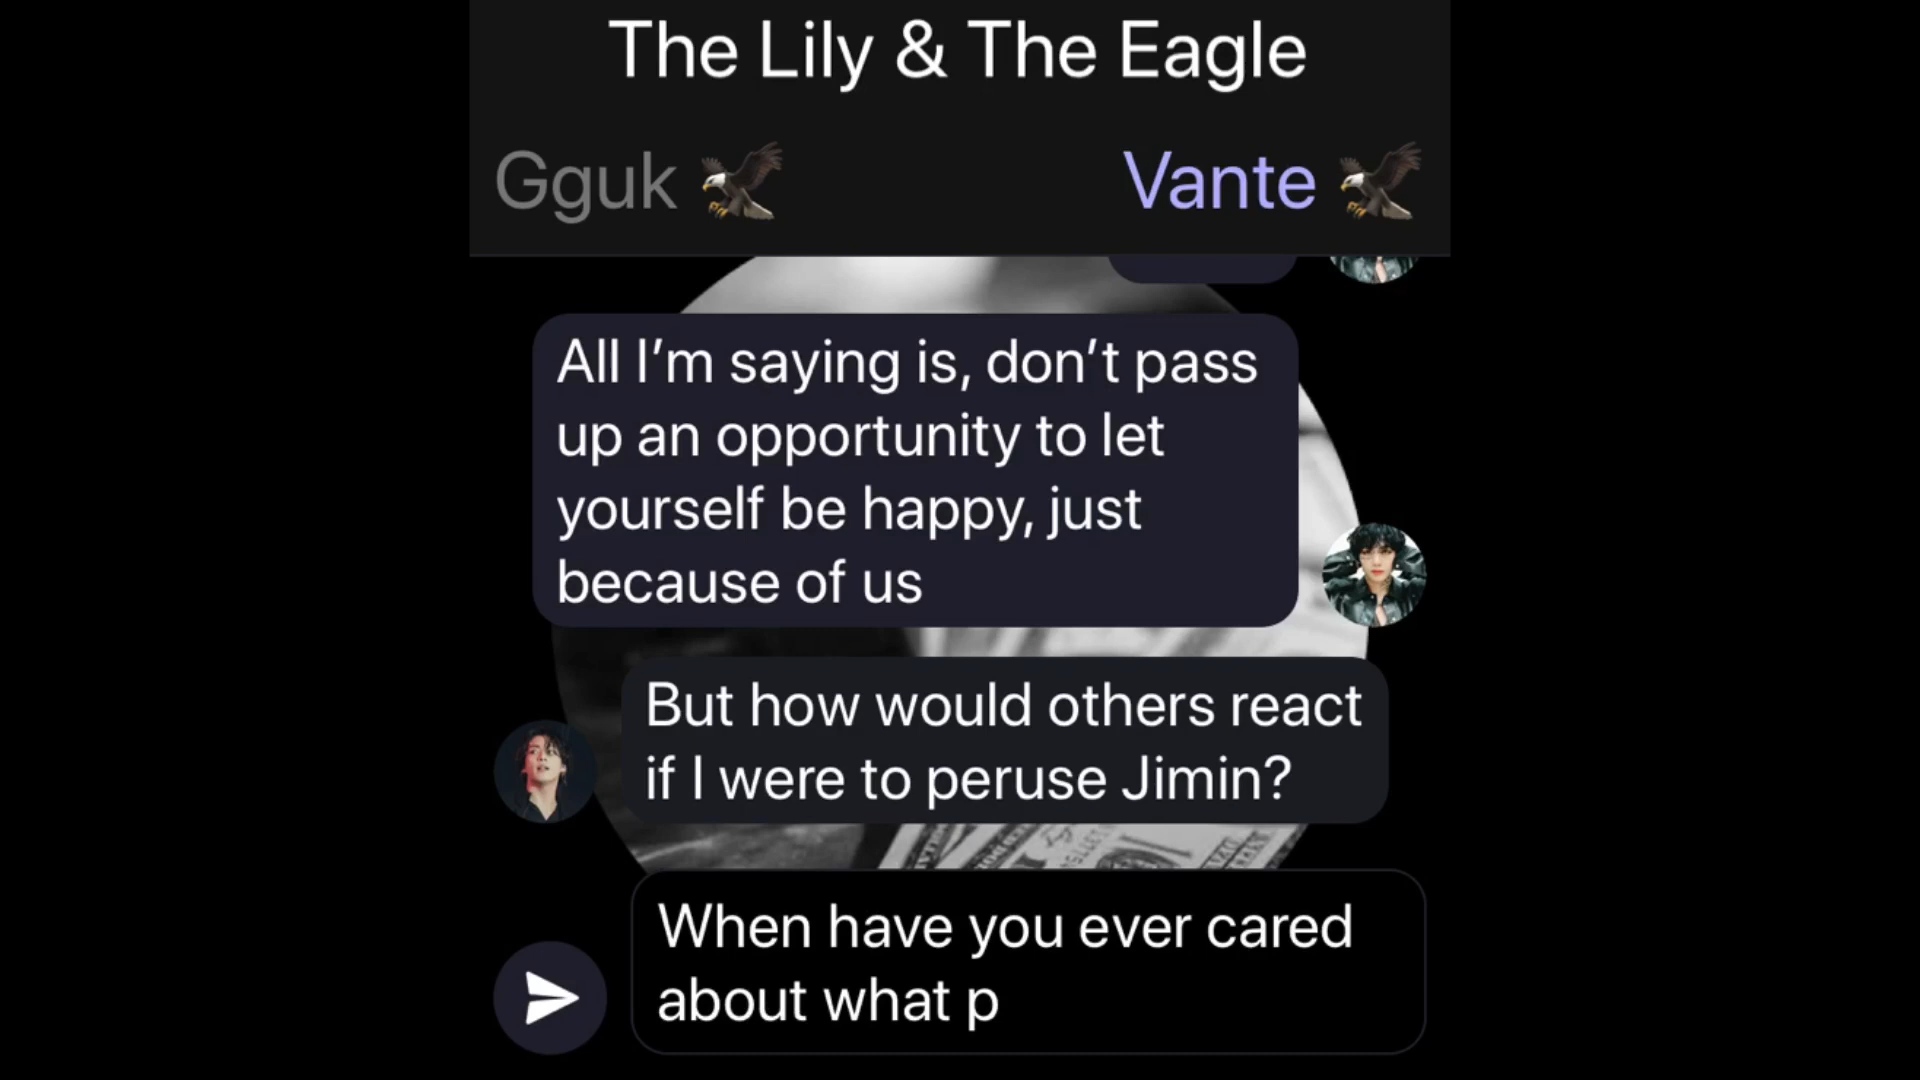 The Lily & The Eagle
Gguk 🦅 Vante 🦅
All I’m saying is, don’t pass
up an opportunity to let
yourself be happy, just
because of us
But how would others react
if I were to peruse Jimin?
When have you ever cared
about what p